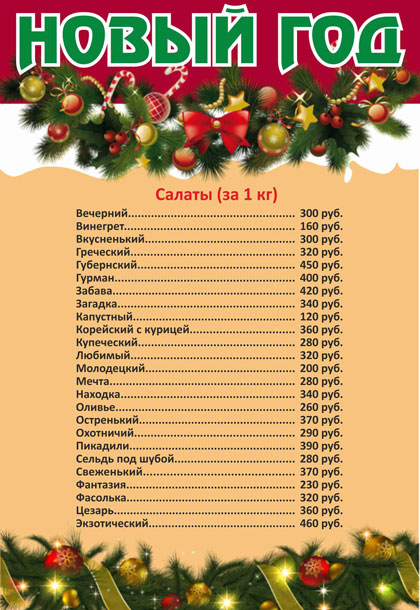 НОВЫЙ ГОД
Салаты (за 1 кг)
Вечерний............................................. 300 руб.
Винегрет.............................................. 160 руб.
Вкусненький........................................ 300 руб.
Греческий............................................ 320 руб.
Губернский.......................................... 450 руб.
Гурман................................................. 400 руб.
Забава.................................................. 420 руб.
Загадка................................................ 340 руб.
Капустный........................................... 120 руб.
Корейский с курицей........................... 360 руб.
Купеческий.......................................... 280 руб.
Любимый............................................. 320 руб.
Молодецкий........................................ 200 руб.
Мечта................................................... 280 руб.
Находка............................................... 340 руб.
Оливье................................................. 260 руб.
Остренький.......................................... 370 руб.
Охотничий........................................... 290 руб.
Пикадили............................................. 390 руб.
Сельдь под шубой............................... 280 руб.
Свеженький......................................... 370 руб.
Фантазия............................................. 230 руб.
Фасолька.............................................. 320 руб.
Цезарь................................................. 360 руб.
Экзотический...................................... 460 руб.